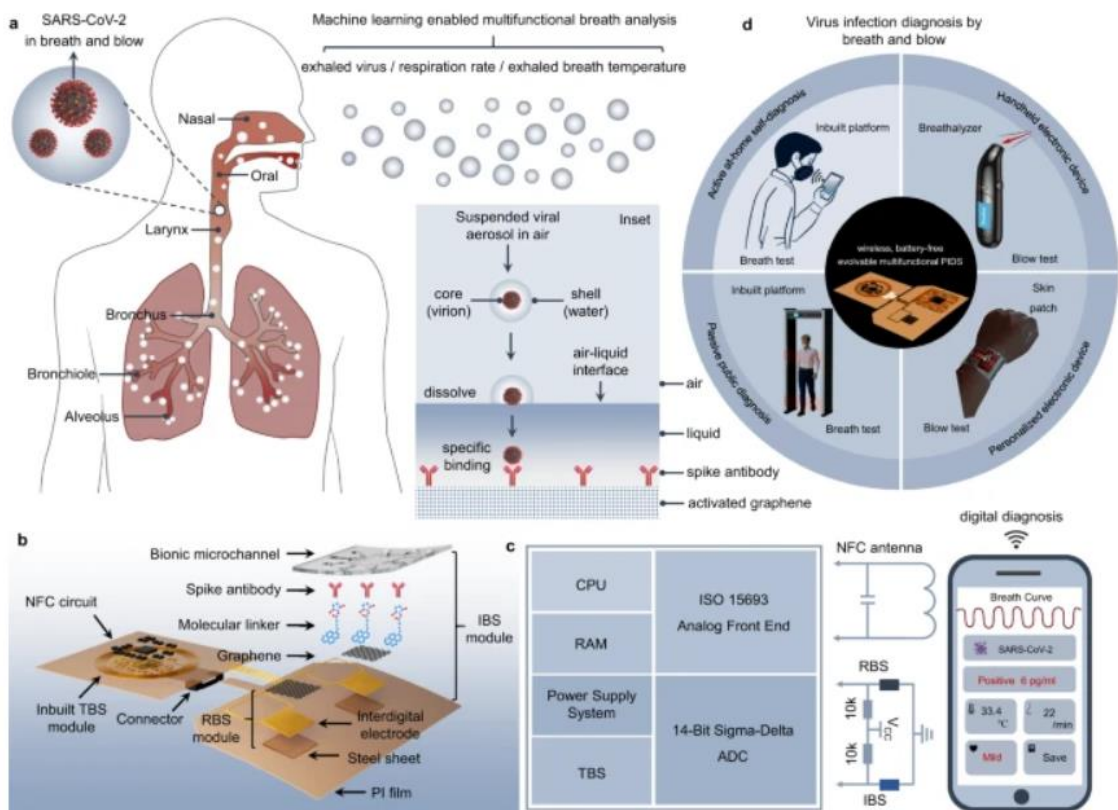 a
SARS-CoV-2
in breath and blow
Nasal
Oral
Larynx
Bronchus
Bronchiole
Alveolus
Machine learning enabled multifunctional breath analysis
exhaled virus / respiration rate / exhaled breath temperature
Suspended viral
aerosol in air
Inset
core
(virion)
shell
(water)
air-liquid
interface
dissolve
specific
binding
air
liquid
spike antibody
activated graphene
d
Virus infection diagnosis by
breath and blow
Active at-home self-diagnosis
Inbuilt platform
Breath test
Handheld electronic device
Breathalyzer
Blow test
wireless, battery-free
evolvable multifunctional PIDS
Passive public diagnosis
Inbuilt platform
Breath test
Personalized electronic device
Skin
patch
Blow test
b
Bionic microchannel
Spike antibody
Molecular linker
Graphene
IBS
module
NFC circuit
Inbuilt TBS
module
Connector
RBS
module
Interdigital
electrode
Steel sheet
PI film
c
CPU
RAM
Power Supply
System
TBS
ISO 15693
Analog Front End
14-Bit Sigma-Delta
ADC
NFC antenna
RBS
10k
Vcc
10k
IBS
digital diagnosis
Breath Curve
SARS-CoV-2
Positive 6 pg/ml
33.4
℃
22
/min
Mild
Save